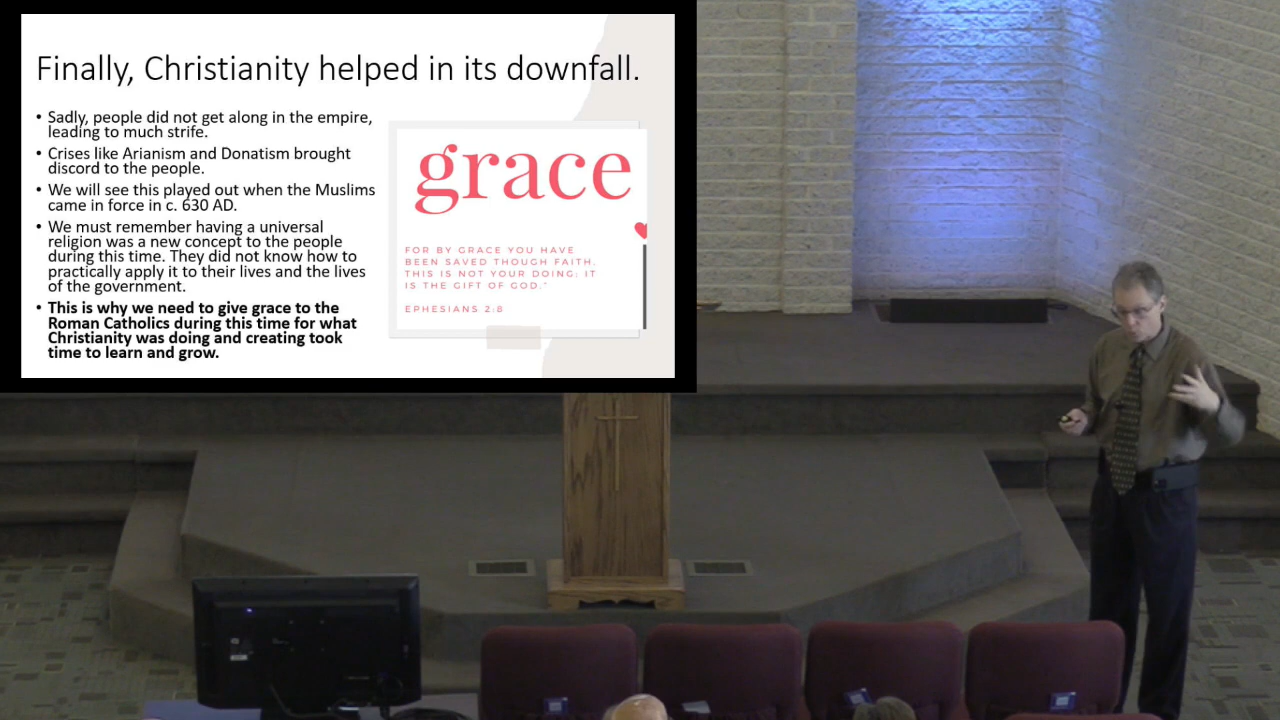 Finally, Christianity helped in its downfall.
• Sadly, people did not get along in the empire,
leading to much strife.
• Crises like Arianism and Donatism brought
discord to the people.
• We will see this played out when the Muslims
came in force in c. 630 AD.
• We must remember having a universal
religion was a new concept to the people
during this time. They did not know how to
practically apply it to their lives and the lives
of the government.
• This is why we need to give grace to the
Roman Catholics during this time for what
Christianity was doing and creating took
time to learn and grow.
grace
FOR BY GRACE YOU HAVE
BEEN SAVED THOUGH FAITH.
THIS IS NOT YOUR DOING; IT
IS THE GIFT OF GOD."
EPHESIANS 2:8